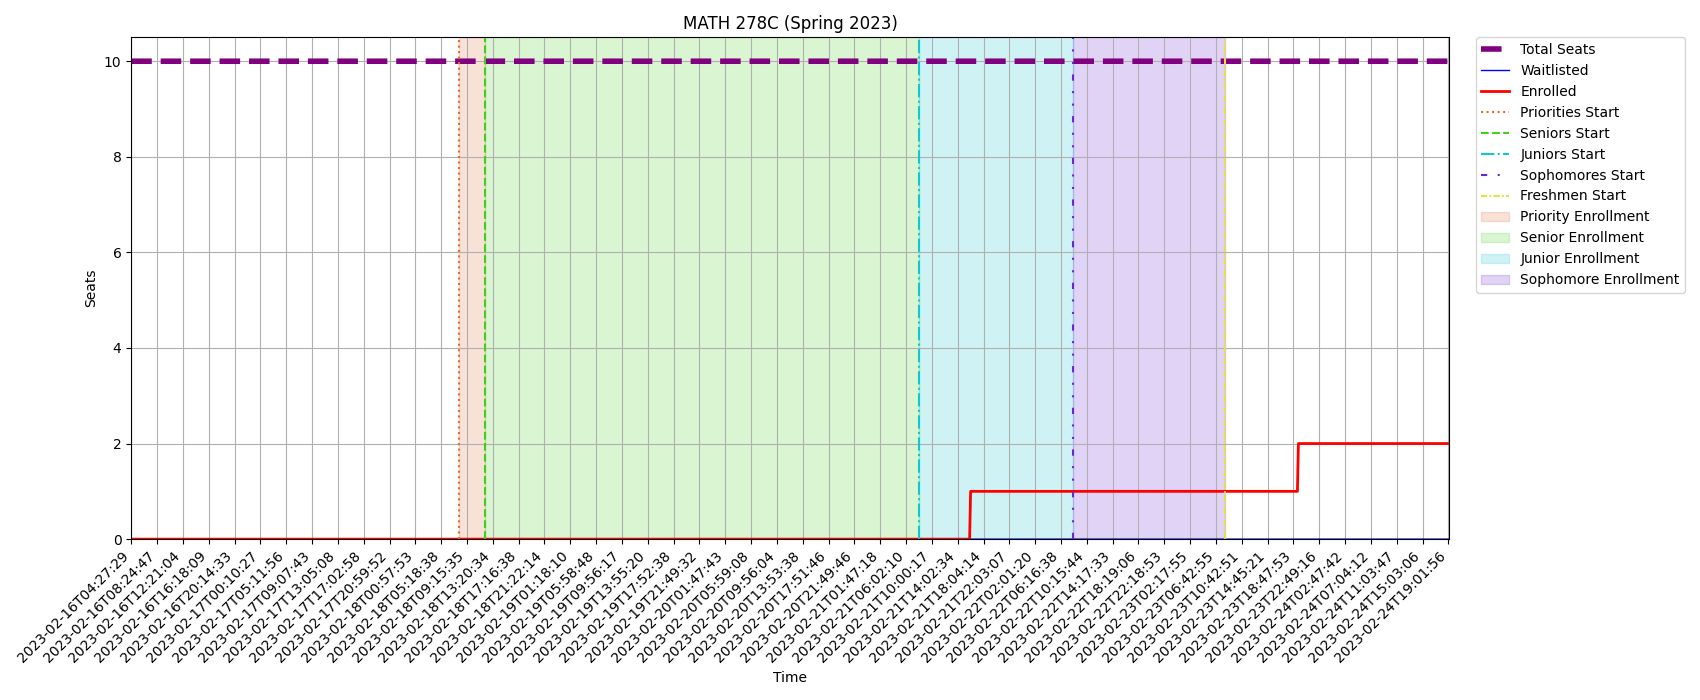 MATH 278C (Spring 2023)
10
8
6
4
2
0
Seats
2023-02-16T04:27:29
2023-02-16T08:24:47
2023-02-16T12:21:04
2023-02-16T16:18:09
2023-02-16T20:14:33
2023-02-17T00:10:27
2023-02-17T05:11:56
2023-02-17T09:07:43
2023-02-17T13:05:08
2023-02-17T17:02:58
2023-02-17T20:59:52
2023-02-18T00:57:53
2023-02-18T05:18:38
2023-02-18T09:15:35
2023-02-18T13:20:34
2023-02-18T17:16:38
2023-02-18T21:22:14
2023-02-19T01:18:10
2023-02-19T05:58:48
2023-02-19T09:56:17
2023-02-19T13:55:20
2023-02-19T17:52:38
2023-02-19T21:49:32
2023-02-20T01:47:43
2023-02-20T05:59:08
2023-02-20T09:56:04
2023-02-20T13:53:38
2023-02-20T17:51:46
2023-02-20T21:49:46
2023-02-21T01:47:18
2023-02-21T06:02:10
2023-02-21T10:00:17
2023-02-21T14:02:34
2023-02-21T18:04:14
2023-02-21T22:03:07
2023-02-22T02:01:20
2023-02-22T06:16:38
2023-02-22T10:15:44
2023-02-22T14:17:33
2023-02-22T18:19:06
2023-02-22T22:18:53
2023-02-23T02:17:55
2023-02-23T06:42:55
2023-02-23T10:42:51
2023-02-23T14:45:21
2023-02-23T18:47:53
2023-02-23T22:49:16
2023-02-24T02:47:42
2023-02-24T07:04:12
2023-02-24T11:03:47
2023-02-24T15:03:06
2023-02-24T19:01:56
Time
Total Seats
Waitlisted
Enrolled
Priorities Start
Seniors Start
Juniors Start
Sophomores Start
Freshmen Start
Priority Enrollment
Senior Enrollment
Junior Enrollment
Sophomore Enrollment